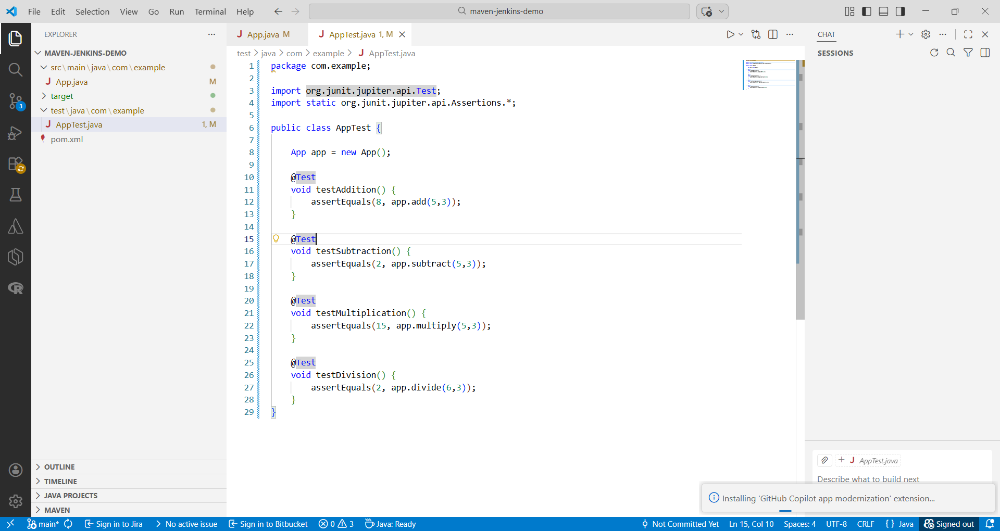 File Edit Selection View Go Run Terminal Help
maven-jenkins-demo
EXPLORER
MAVEN-JENKINS-DEMO
src\main\java\com\example
App.java M
target
test\java\com\example
AppTest.java 1, M
pom.xml
OUTLINE
TIMELINE
JAVA PROJECTS
MAVEN
App.java M
AppTest.java 1, M
test > java > com > example > AppTest.java
1 package com.example;
2
3 import org.junit.jupiter.api.Test;
4 import static org.junit.jupiter.api.Assertions.*;
5
6 public class AppTest {
7
8 App app = new App();
9
10 @Test
11 void testAddition() {
12 assertEquals(8, app.add(5,3));
13 }
14
15 @Test
16 void testSubtraction() {
17 assertEquals(2, app.subtract(5,3));
18 }
19
20 @Test
21 void testMultiplication() {
22 assertEquals(15, app.multiply(5,3));
23 }
24
25 @Test
26 void testDivision() {
27 assertEquals(2, app.divide(6,3));
28 }
29 }
CHAT
SESSIONS
AppTest.java
Describe what to build next
Installing 'GitHub Copilot app modernization' extension...
3
main* Sign in to Jira No active issue Sign in to Bitbucket 0 3 Java: Ready
Not Committed Yet Ln 15, Col 10 Spaces: 4 UTF-8 CRLF {} Java Signed out